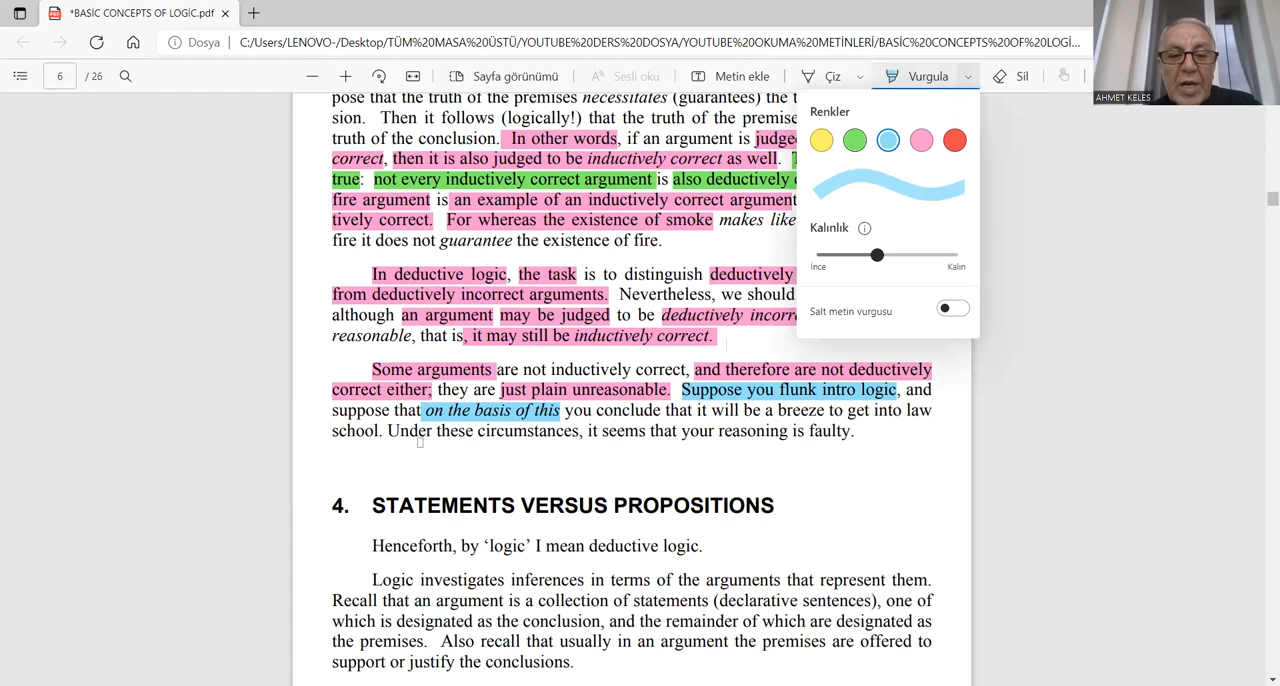 *BASİC CONCEPTS OF LOGİC.pdf
Dosya
C:/Users/LENOVO-/Desktop/TÜM%20MASA%20ÜSTÜ/YOUTUBE%20DERS%20DOSYA/YOUTUBE%20OKUMA%20METİNLERİ/BASİC%20CONCEPTS%20OF%20LOGİ...
6 / 26
Sayfa görünümü
Sesli oku
Metin ekle
Çiz
Vurgula
Sil
AHMET KELES
Renkler
Kalınlık
İnce
Kalın
Salt metin vurgusu
pose that the truth of the premises necessitates (guarantees) the t
sion. Then it follows (logically!) that the truth of the premise
truth of the conclusion. In other words, if an argument is judge
correct, then it is also judged to be inductively correct as well.
true: not every inductively correct argument is also deductively c
fire argument is an example of an inductively correct argument
tively correct. For whereas the existence of smoke makes like
fire it does not guarantee the existence of fire.
In deductive logic, the task is to distinguish deductively
from deductively incorrect arguments. Nevertheless, we should
although an argument may be judged to be deductively incorre
reasonable, that is, it may still be inductively correct.
Some arguments are not inductively correct, and therefore are not deductively
correct either; they are just plain unreasonable. Suppose you flunk intro logic, and
suppose that on the basis of this you conclude that it will be a breeze to get into law
school. Under these circumstances, it seems that your reasoning is faulty.
4. STATEMENTS VERSUS PROPOSITIONS
Henceforth, by ‘logic’ I mean deductive logic.
Logic investigates inferences in terms of the arguments that represent them.
Recall that an argument is a collection of statements (declarative sentences), one of
which is designated as the conclusion, and the remainder of which are designated as
the premises. Also recall that usually in an argument the premises are offered to
support or justify the conclusions.